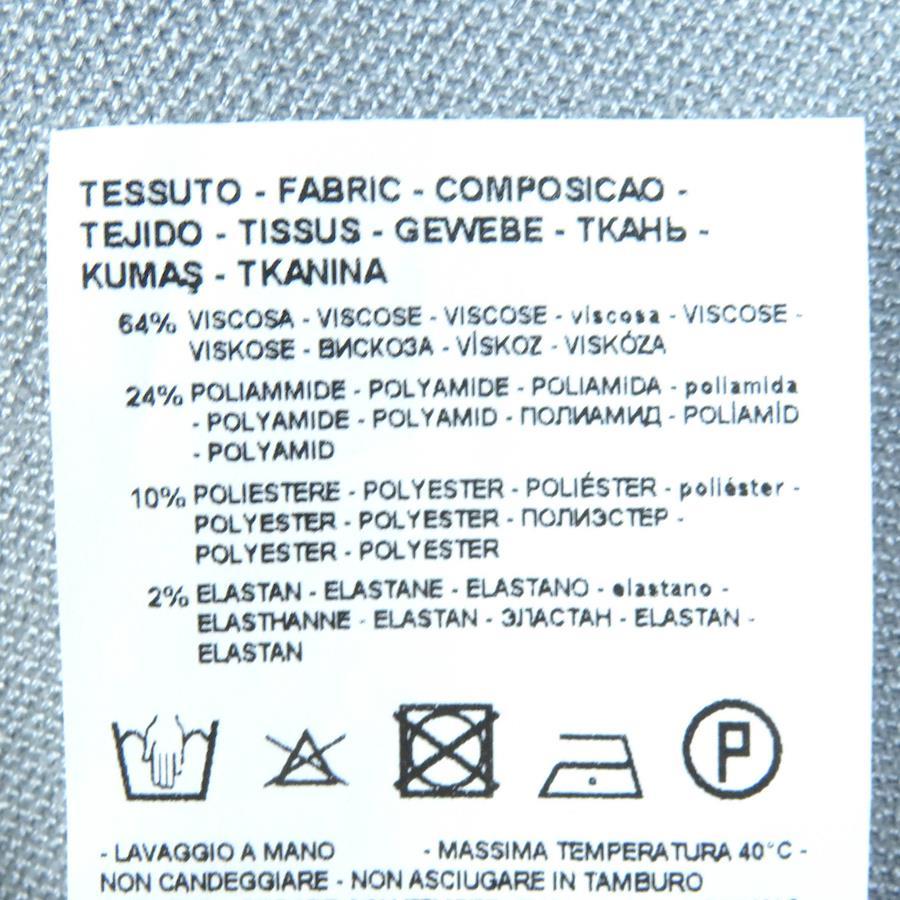 TESSUTO - FABRIC - COMPOSICAO -
TEJIDO - TISSUS - GEWEBE - ТКАНЬ -
KUMAŞ - TKANINA
64% VISCOSA - VISCOSE - VISCOSE - viscosa - VISCOSE -
VISKOSE - ВИСКОЗА - VİSKOZ - VISKÓZA
24% POLIAMMIDE - POLYAMIDE - POLIAMIDA - poliamida
- POLYAMIDE - POLYAMID - ПОЛИАМИД - POLİAMİD
- POLYAMID
10% POLIESTERE - POLYESTER - POLIÉSTER - poliéster -
POLYESTER - POLYESTER - ПОЛИЭСТЕР -
POLYESTER - POLYESTER
2% ELASTAN - ELASTANE - ELASTANO - elastano -
ELASTHANNE - ELASTAN - ЭЛАСТАН - ELASTAN -
ELASTAN
P
- LAVAGGIO A MANO - MASSIMA TEMPERATURA 40°C -
NON CANDEGGIARE - NON ASCIUGARE IN TAMBURO